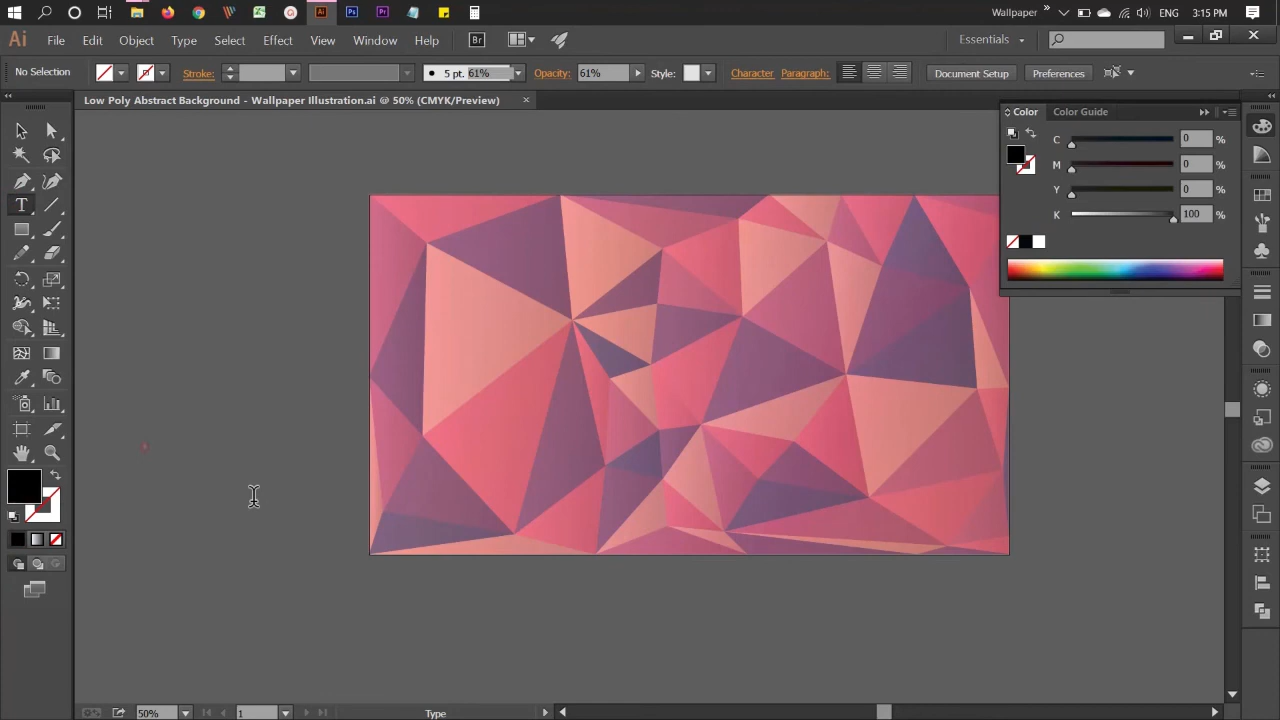 Wallpaper
ENG
3:15 PM
Ai
File
Edit
Object
Type
Select
Effect
View
Window
Help
Br
Essentials
No Selection
Stroke:
5 pt. 61%
Opacity:
61%
Style:
Character
Paragraph:
Document Setup
Preferences
Low Poly Abstract Background - Wallpaper Illustration.ai @ 50% (CMYK/Preview)
Color
Color Guide
C
0
%
M
0
%
Y
0
%
K
100
%
T
50%
1
Type